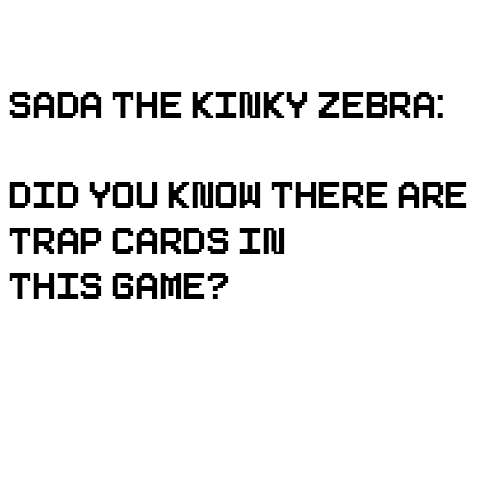 SADA THE KINKY ZEBRA:
DID YOU KNOW THERE ARE
TRAP CARDS IN
THIS GAME?